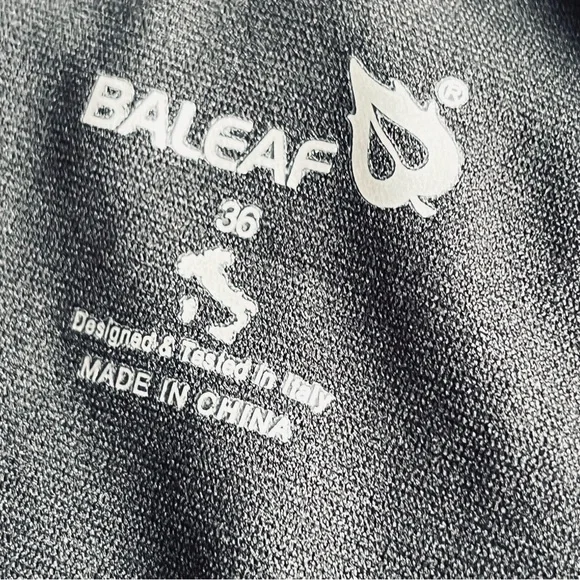 BALEAF ®
36
Designed & Tested In Italy
MADE IN CHINA